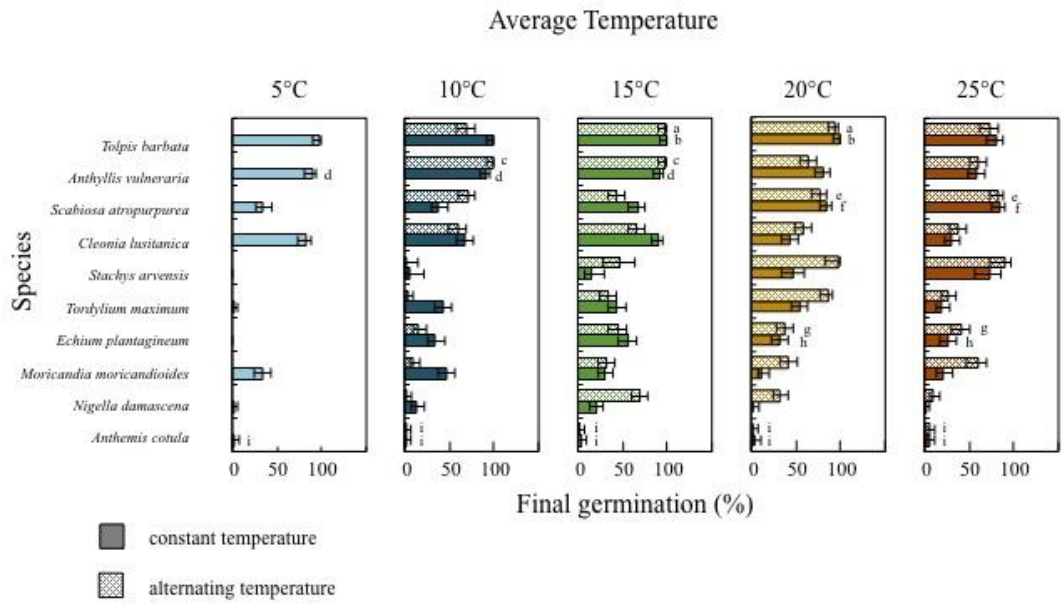 Average Temperature
5°C 10°C 15°C 20°C 25°C
a a
Tolpis barbata b b
c c
Anthyllis vulneraria d d d
e e
Scabiosa atropurpurea f f
Cleonia lusitanica
Stachys arvensis
Tordylium maximum
g g
Echium plantagineum h h
Moricandia moricandioides
Nigella damascena
i i i i
Anthemis cotula i i i i i
0 50 100 0 50 100 0 50 100 0 50 100 0 50 100
Species
Final germination (%)
constant temperature
alternating temperature